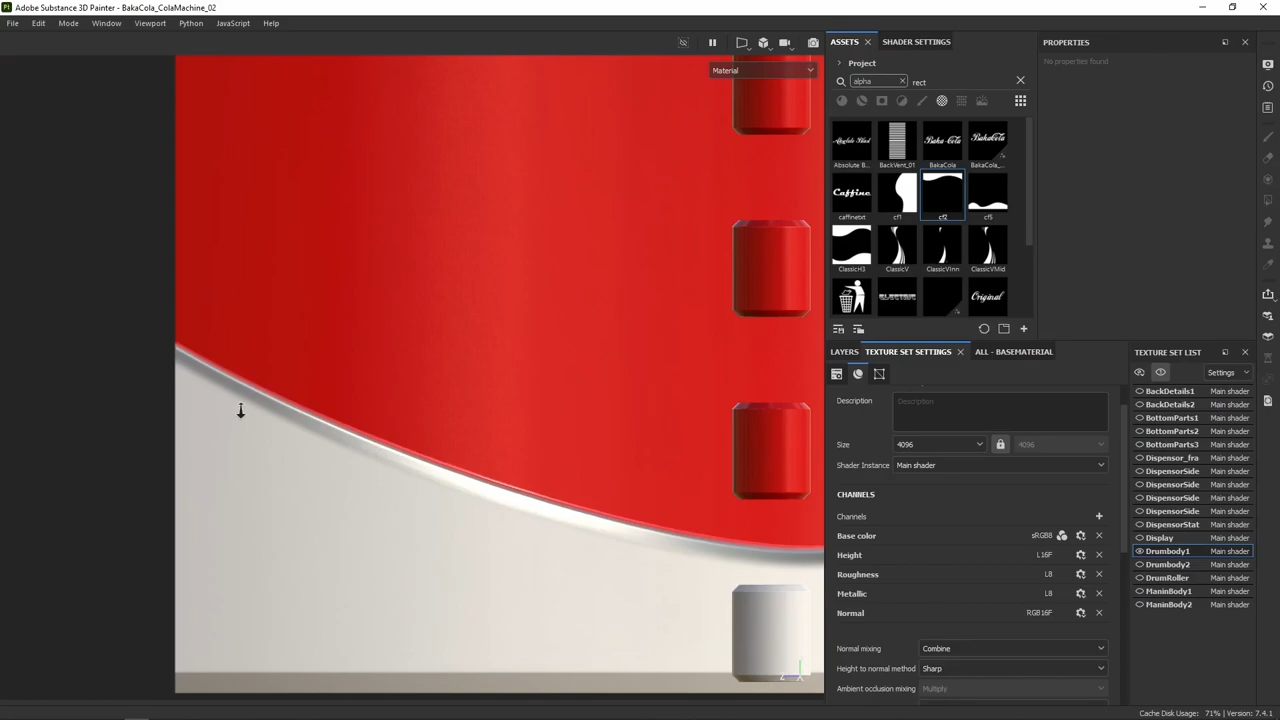 Adobe Substance 3D Painter - BakaCola_ColaMachine_02
File Edit Mode Window Viewport Python JavaScript Help
Material
ASSETS SHADER SETTINGS
Project
alpha rect
Absolute B... BackVent_01 BakaCola BakaCola_...
Caffine
caffinetxt cf1 cf2 cf5
ClassicH3 ClassicV ClassicVInn ClassicVMid
ELECTRIC Original
PROPERTIES
No properties found
LAYERS TEXTURE SET SETTINGS ALL - BASEMATERIAL
Description Description
Size 4096 4096
Shader Instance Main shader
CHANNELS
Channels
Base color sRGB8
Height L16F
Roughness L8
Metallic L8
Normal RGB16F
Normal mixing Combine
Height to normal method Sharp
Ambient occlusion mixing Multiply
TEXTURE SET LIST
Settings
BackDetails1 Main shader
BackDetails2 Main shader
BottomParts1 Main shader
BottomParts2 Main shader
BottomParts3 Main shader
Dispensor_fra Main shader
DispensorSide Main shader
DispensorSide Main shader
DispensorSide Main shader
DispensorSide Main shader
DispensorStat Main shader
Display Main shader
Drumbody1 Main shader
Drumbody2 Main shader
DrumRoller Main shader
ManinBody1 Main shader
ManinBody2 Main shader
Cache Disk Usage: 71% | Version: 7.4.1